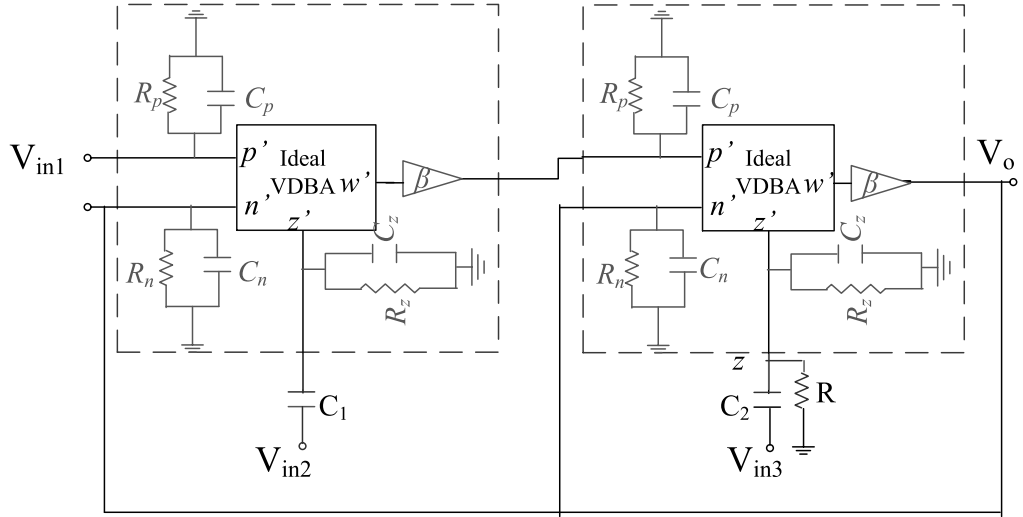 R_p
C_p
V_in1
p'
Ideal
VDBA
w'
n'
z'
β
R_n
C_n
C_z
R_z
C_1
V_in2
R_p
C_p
p'
Ideal
VDBA
w'
n'
z'
β
V_o
R_n
C_n
C_z
R_z
z
C_2
R
V_in3